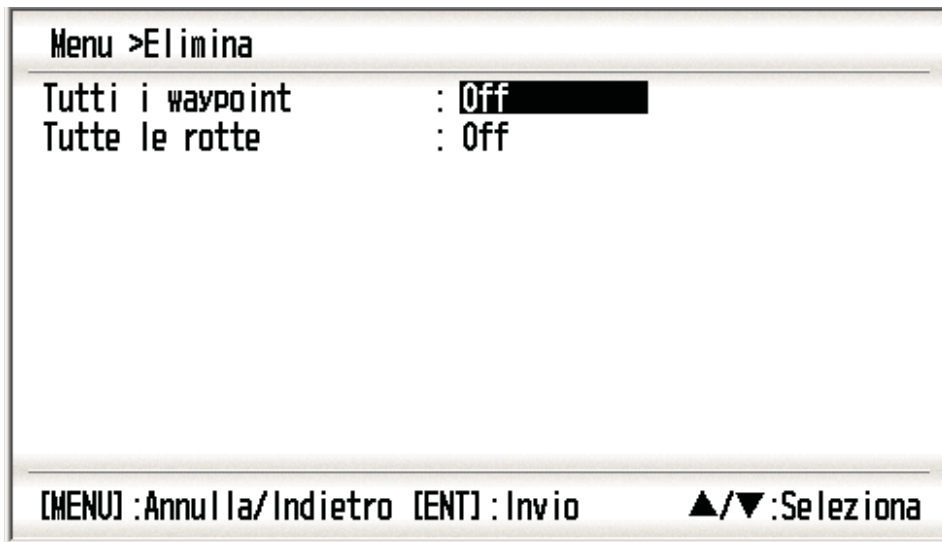 Menu >Elimina
Tutti i waypoint : Off
Tutte le rotte : Off
[MENU]:Annulla/Indietro [ENT]:Invio ▲/▼:Seleziona